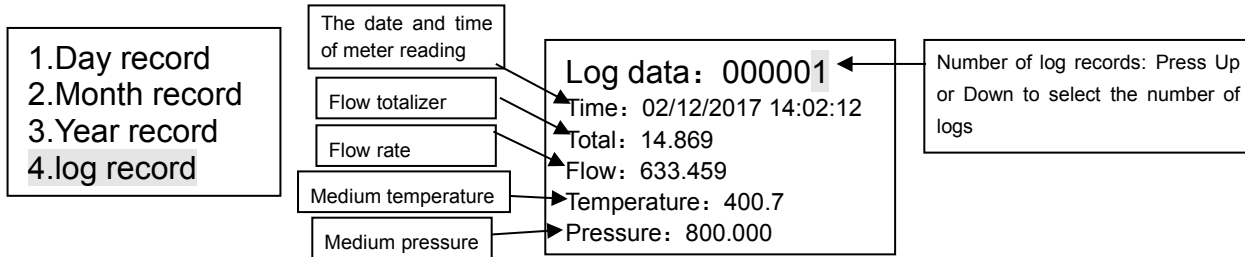 1.Day record
2.Month record
3.Year record
4.log record
The date and time
of meter reading
Flow totalizer
Flow rate
Medium temperature
Medium pressure
Log data：000001
Time：02/12/2017 14:02:12
Total：14.869
Flow：633.459
Temperature：400.7
Pressure：800.000
Number of log records: Press Up
or Down to select the number of
logs